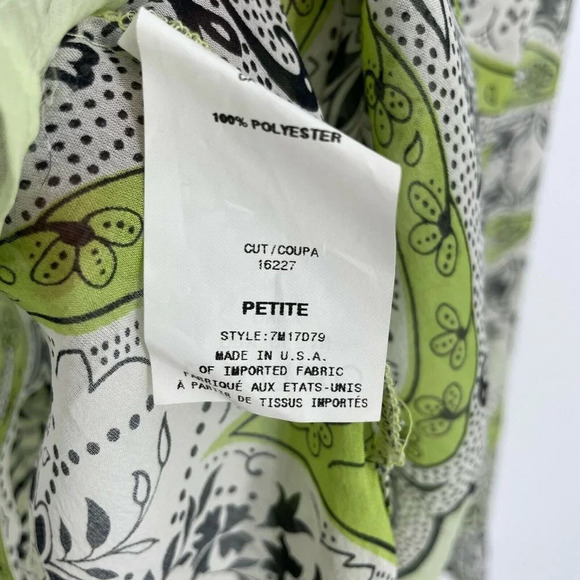 100% POLYESTER
CUT/COUPA
16227
PETITE
STYLE:7M17D79
MADE IN U.S.A.
OF IMPORTED FABRIC
FABRIQUÉ AUX ETATS-UNIS
À PARTIR DE TISSUS IMPORTÉS